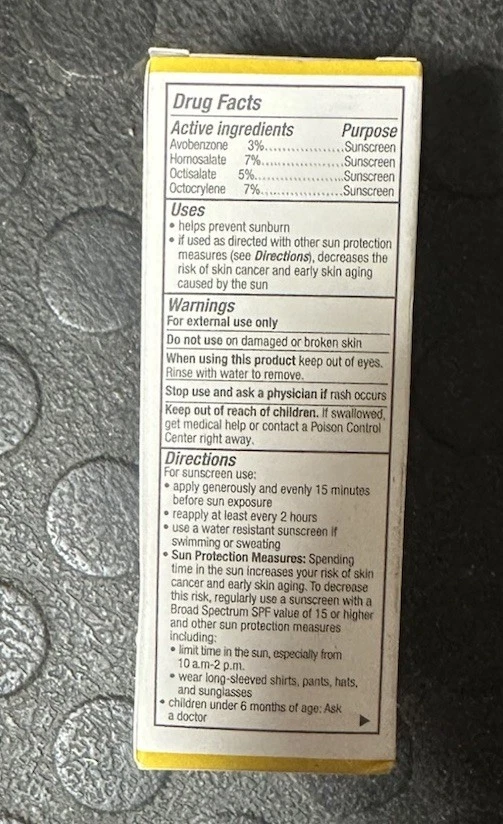 Drug Facts
Active ingredients Purpose
Avobenzone 3%..................Sunscreen
Homosalate 7%..................Sunscreen
Octisalate 5%....................Sunscreen
Octocrylene 7%..................Sunscreen
Uses
• helps prevent sunburn
• if used as directed with other sun protection
measures (see Directions), decreases the
risk of skin cancer and early skin aging
caused by the sun
Warnings
For external use only
Do not use on damaged or broken skin
When using this product keep out of eyes.
Rinse with water to remove.
Stop use and ask a physician if rash occurs
Keep out of reach of children. If swallowed,
get medical help or contact a Poison Control
Center right away.
Directions
For sunscreen use:
• apply generously and evenly 15 minutes
before sun exposure
• reapply at least every 2 hours
• use a water resistant sunscreen if
swimming or sweating
• Sun Protection Measures: Spending
time in the sun increases your risk of skin
cancer and early skin aging. To decrease
this risk, regularly use a sunscreen with a
Broad Spectrum SPF value of 15 or higher
and other sun protection measures
including:
• limit time in the sun, especially from
10 a.m-2 p.m.
• wear long-sleeved shirts, pants, hats,
and sunglasses
• children under 6 months of age: Ask
a doctor